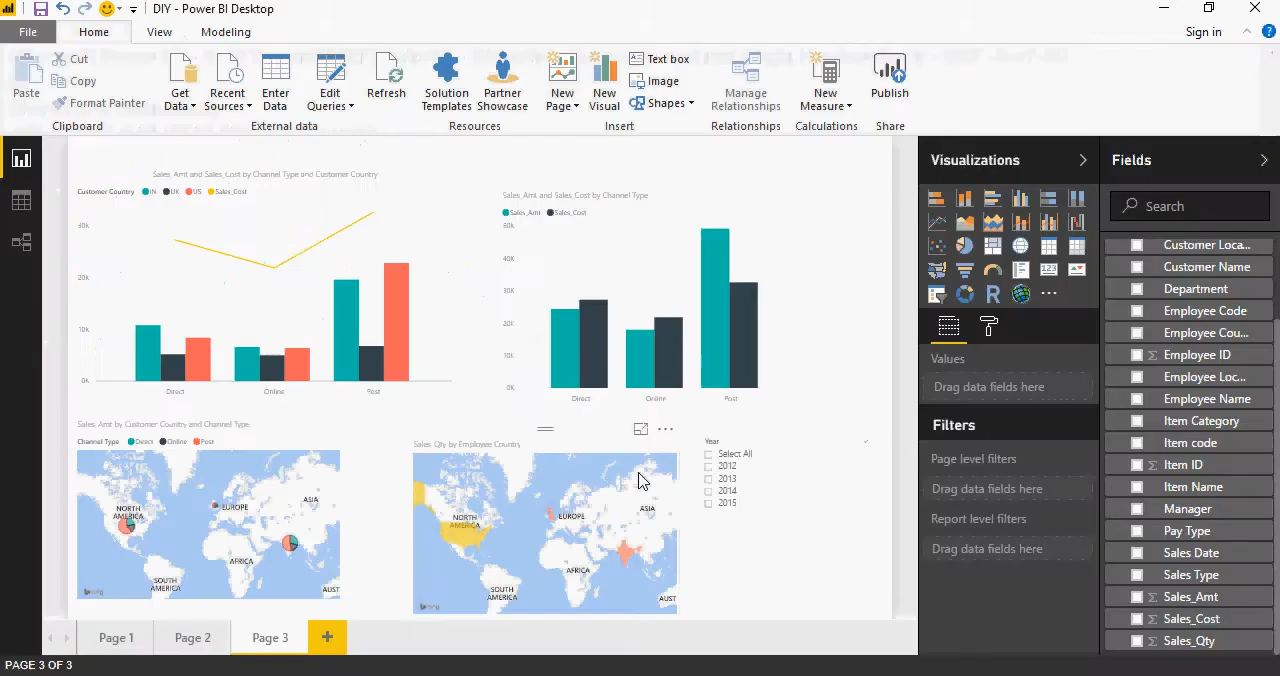 DIY - Power BI Desktop
File
Home
View
Modeling
Sign in
Paste
Cut
Copy
Format Painter
Clipboard
Get Data
Recent Sources
Enter Data
Edit Queries
Refresh
External data
Solution Templates
Partner Showcase
Resources
New Page
New Visual
Text box
Image
Shapes
Insert
Manage Relationships
Relationships
New Measure
Calculations
Publish
Share
Sales_Amt and Sales_Cost by Channel Type and Customer Country
Customer Country IN UK US Sales_Cost
30K
20K
10K
0K
Direct Online Post
Sales_Amt and Sales_Cost by Channel Type
Sales_Amt Sales_Cost
60K
50K
40K
30K
20K
10K
0K
Direct Online Post
Sales_Amt by Customer Country and Channel Type
Channel Type Direct Online Post
NORTH AMERICA
EUROPE
ASIA
AFRICA
SOUTH AMERICA
AUST
bing
Sales_Qty by Employee Country
NORTH AMERICA
EUROPE
ASIA
AFRICA
SOUTH AMERICA
AUST
bing
Year
Select All
2012
2013
2014
2015
Page 1
Page 2
Page 3
PAGE 3 OF 3
Visualizations
Values
Drag data fields here
Filters
Page level filters
Drag data fields here
Report level filters
Drag data fields here
Fields
Search
Customer Loca...
Customer Name
Department
Employee Code
Employee Cou...
Employee ID
Employee Loc...
Employee Name
Item Category
Item code
Item ID
Item Name
Manager
Pay Type
Sales Date
Sales Type
Sales_Amt
Sales_Cost
Sales_Qty